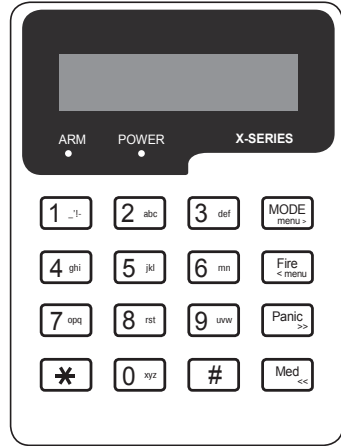 ARM POWER X-SERIES
1 _'!- 2 abc 3 def MODE
menu >
4 ghi 5 jkl 6 mn Fire
< menu
7 opq 8 rst 9 uvw Panic
>>
* 0 xyz # Med
<<